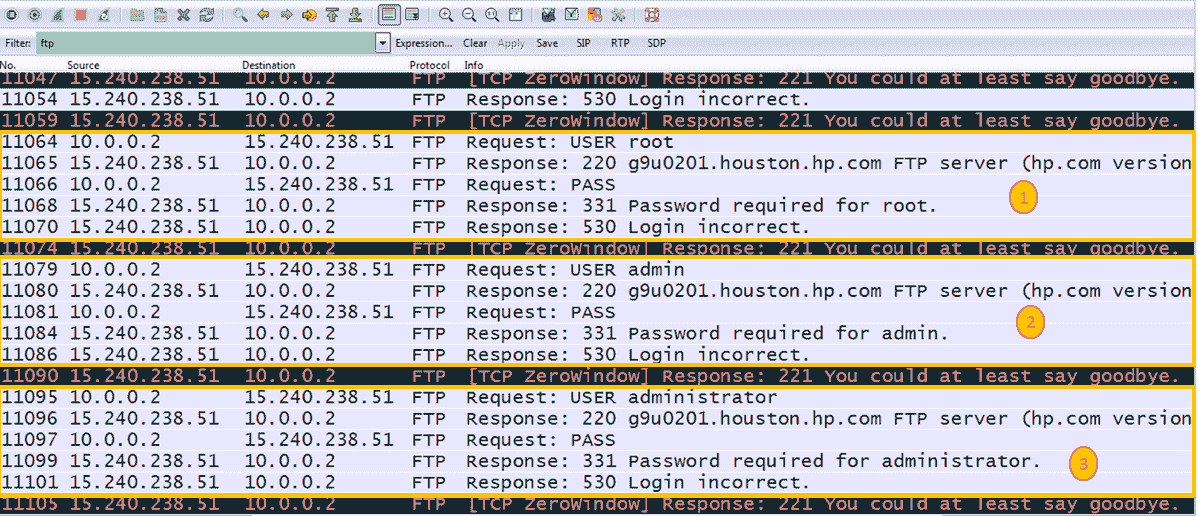 Filter: ftp Expression... Clear Apply Save SIP RTP SDP
No. Source Destination Protocol Info
11047 15.240.238.51 10.0.0.2 FTP [TCP ZeroWindow] Response: 221 You could at least say goodbye.
11054 15.240.238.51 10.0.0.2 FTP Response: 530 Login incorrect.
11059 15.240.238.51 10.0.0.2 FTP [TCP ZeroWindow] Response: 221 You could at least say goodbye.
11064 10.0.0.2 15.240.238.51 FTP Request: USER root
11065 15.240.238.51 10.0.0.2 FTP Response: 220 g9u0201.houston.hp.com FTP server (hp.com version
11066 10.0.0.2 15.240.238.51 FTP Request: PASS
1
11068 15.240.238.51 10.0.0.2 FTP Response: 331 Password required for root.
11070 15.240.238.51 10.0.0.2 FTP Response: 530 Login incorrect.
11074 15.240.238.51 10.0.0.2 FTP [TCP ZeroWindow] Response: 221 You could at least say goodbye.
11079 10.0.0.2 15.240.238.51 FTP Request: USER admin
11080 15.240.238.51 10.0.0.2 FTP Response: 220 g9u0201.houston.hp.com FTP server (hp.com version
11081 10.0.0.2 15.240.238.51 FTP Request: PASS
2
11084 15.240.238.51 10.0.0.2 FTP Response: 331 Password required for admin.
11086 15.240.238.51 10.0.0.2 FTP Response: 530 Login incorrect.
11090 15.240.238.51 10.0.0.2 FTP [TCP ZeroWindow] Response: 221 You could at least say goodbye.
11095 10.0.0.2 15.240.238.51 FTP Request: USER administrator
11096 15.240.238.51 10.0.0.2 FTP Response: 220 g9u0201.houston.hp.com FTP server (hp.com version
11097 10.0.0.2 15.240.238.51 FTP Request: PASS
11099 15.240.238.51 10.0.0.2 FTP Response: 331 Password required for administrator.
3
11101 15.240.238.51 10.0.0.2 FTP Response: 530 Login incorrect.
11105 15.240.238.51 10.0.0.2 FTP [TCP ZeroWindow] Response: 221 You could at least say goodbye.